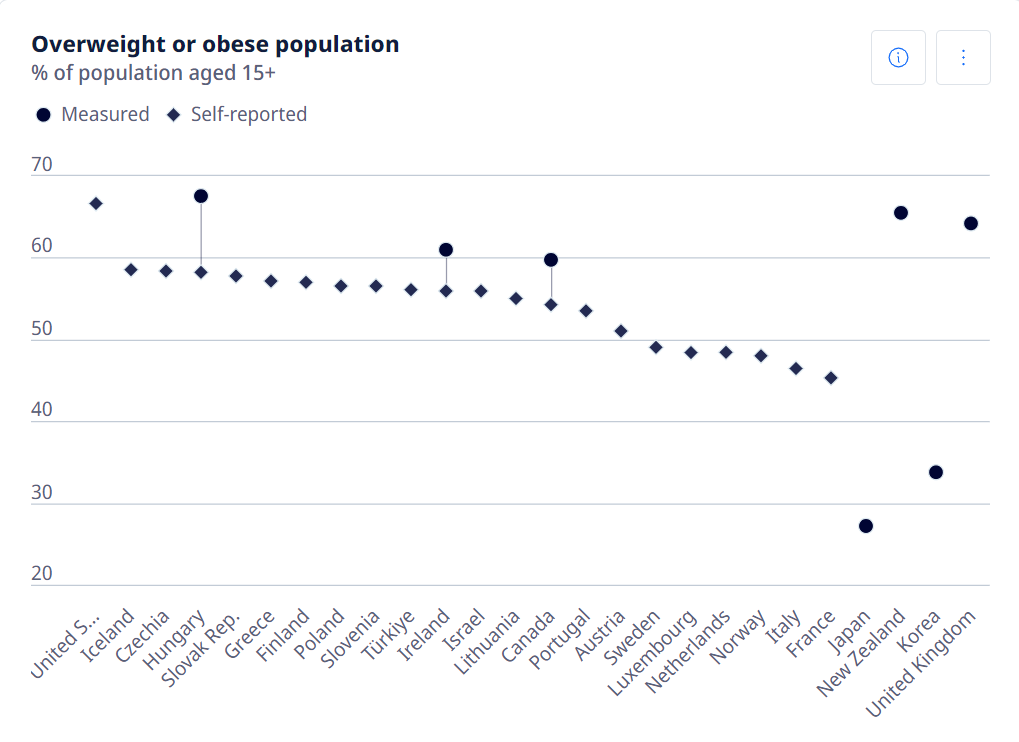 Overweight or obese population
% of population aged 15+
Measured Self-reported
70
60
50
40
30
20
United S...
Iceland
Czechia
Hungary
Slovak Rep.
Greece
Finland
Poland
Slovenia
Türkiye
Ireland
Israel
Lithuania
Canada
Portugal
Austria
Sweden
Luxembourg
Netherlands
Norway
Italy
France
Japan
New Zealand
Korea
United Kingdom